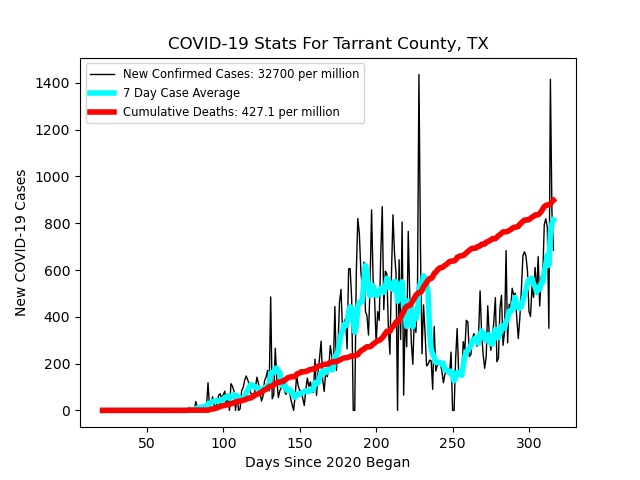 COVID-19 Stats For Tarrant County, TX
New Confirmed Cases: 32700 per million
7 Day Case Average
Cumulative Deaths: 427.1 per million
New COVID-19 Cases
1400
1200
1000
800
600
400
200
0
50
100
150
200
250
300
Days Since 2020 Began